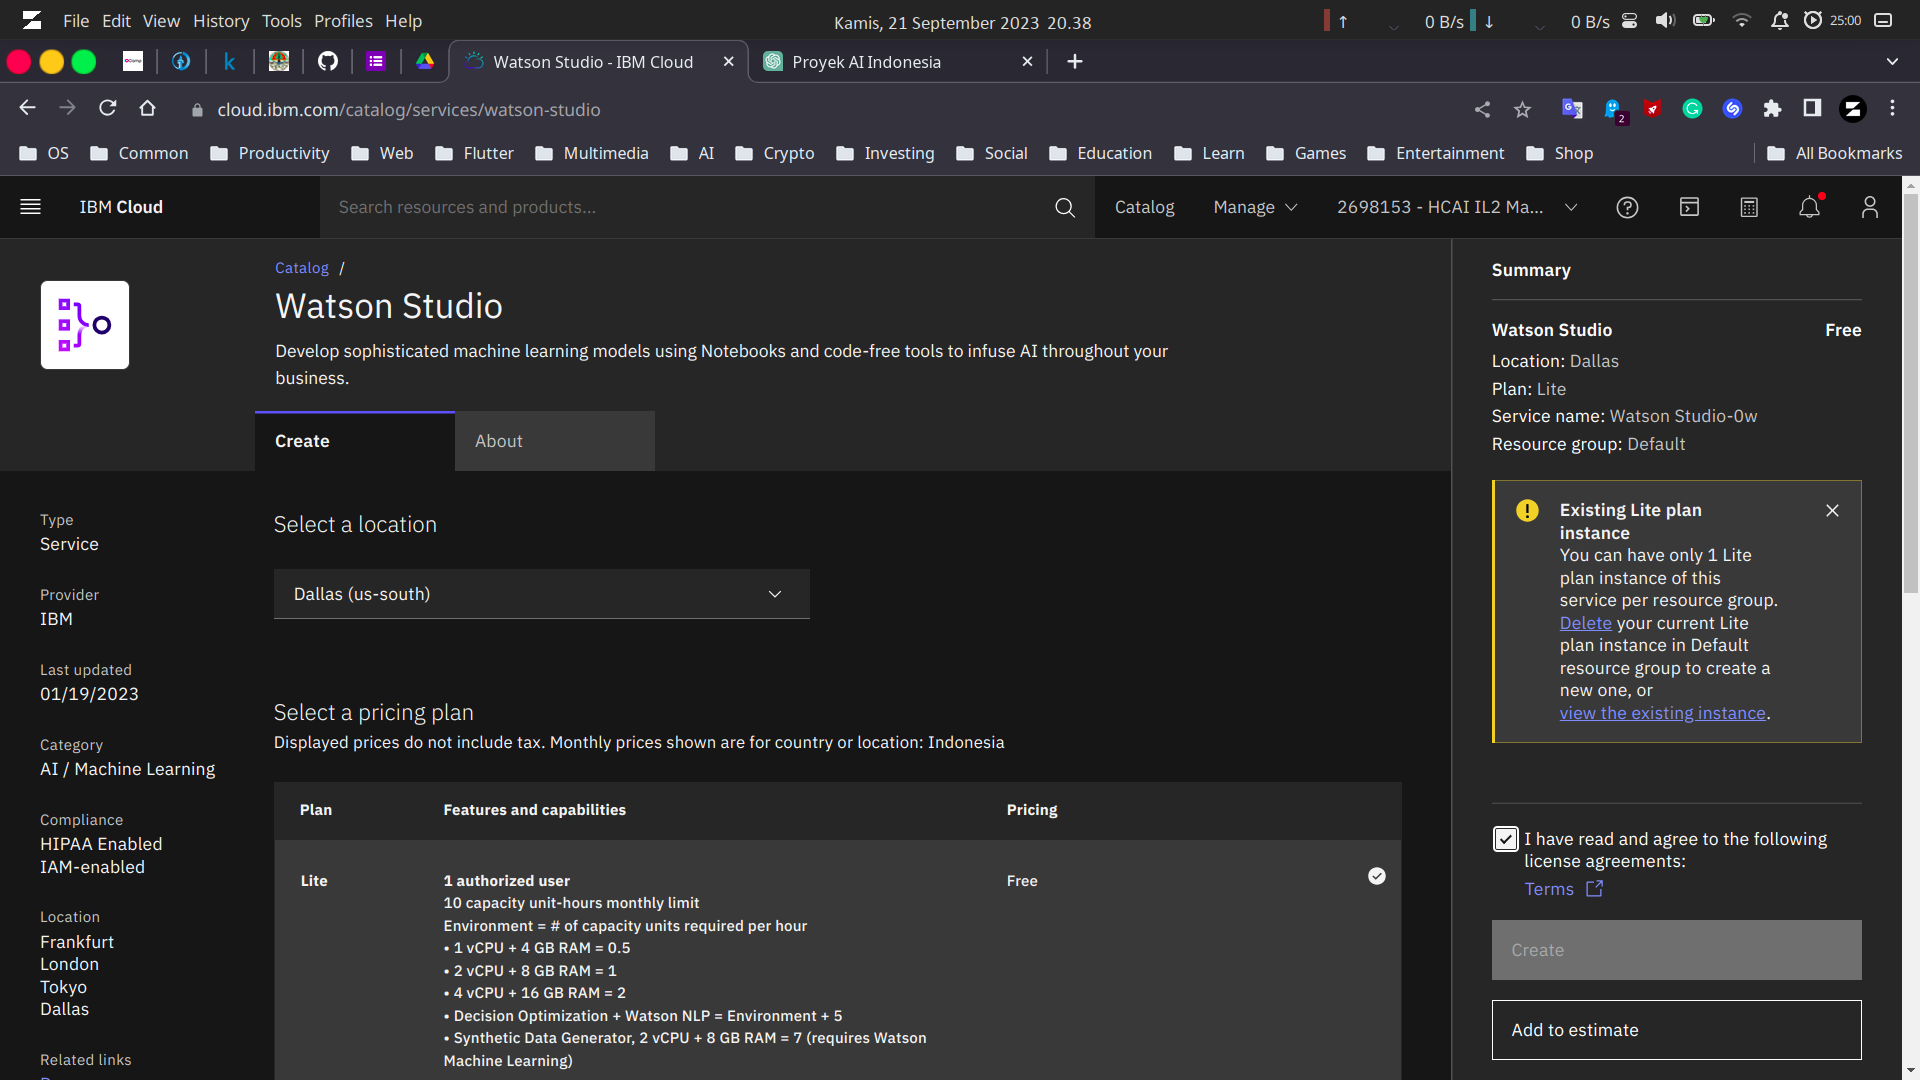 File Edit View History Tools Profiles Help
Kamis, 21 September 2023 20.38
↑ 0 B/s ↓ 0 B/s 25:00
Watson Studio - IBM Cloud
Proyek AI Indonesia
cloud.ibm.com/catalog/services/watson-studio
2
OS Common Productivity Web Flutter Multimedia AI Crypto Investing Social Education Learn Games Entertainment Shop All Bookmarks
IBM Cloud
Search resources and products...
Catalog Manage 2698153 - HCAI IL2 Ma...
Catalog /
Watson Studio
Develop sophisticated machine learning models using Notebooks and code-free tools to infuse AI throughout your
business.
Create
About
Type
Service
Provider
IBM
Last updated
01/19/2023
Category
AI / Machine Learning
Compliance
HIPAA Enabled
IAM-enabled
Location
Frankfurt
London
Tokyo
Dallas
Related links
Select a location
Dallas (us-south)
Select a pricing plan
Displayed prices do not include tax. Monthly prices shown are for country or location: Indonesia
Plan Features and capabilities Pricing
Lite 1 authorized user Free
10 capacity unit-hours monthly limit
Environment = # of capacity units required per hour
• 1 vCPU + 4 GB RAM = 0.5
• 2 vCPU + 8 GB RAM = 1
• 4 vCPU + 16 GB RAM = 2
• Decision Optimization + Watson NLP = Environment + 5
• Synthetic Data Generator, 2 vCPU + 8 GB RAM = 7 (requires Watson
Machine Learning)
Summary
Watson Studio Free
Location: Dallas
Plan: Lite
Service name: Watson Studio-0w
Resource group: Default
Existing Lite plan
instance
You can have only 1 Lite
plan instance of this
service per resource group.
Delete your current Lite
plan instance in Default
resource group to create a
new one, or
view the existing instance.
I have read and agree to the following
license agreements:
Terms
Create
Add to estimate